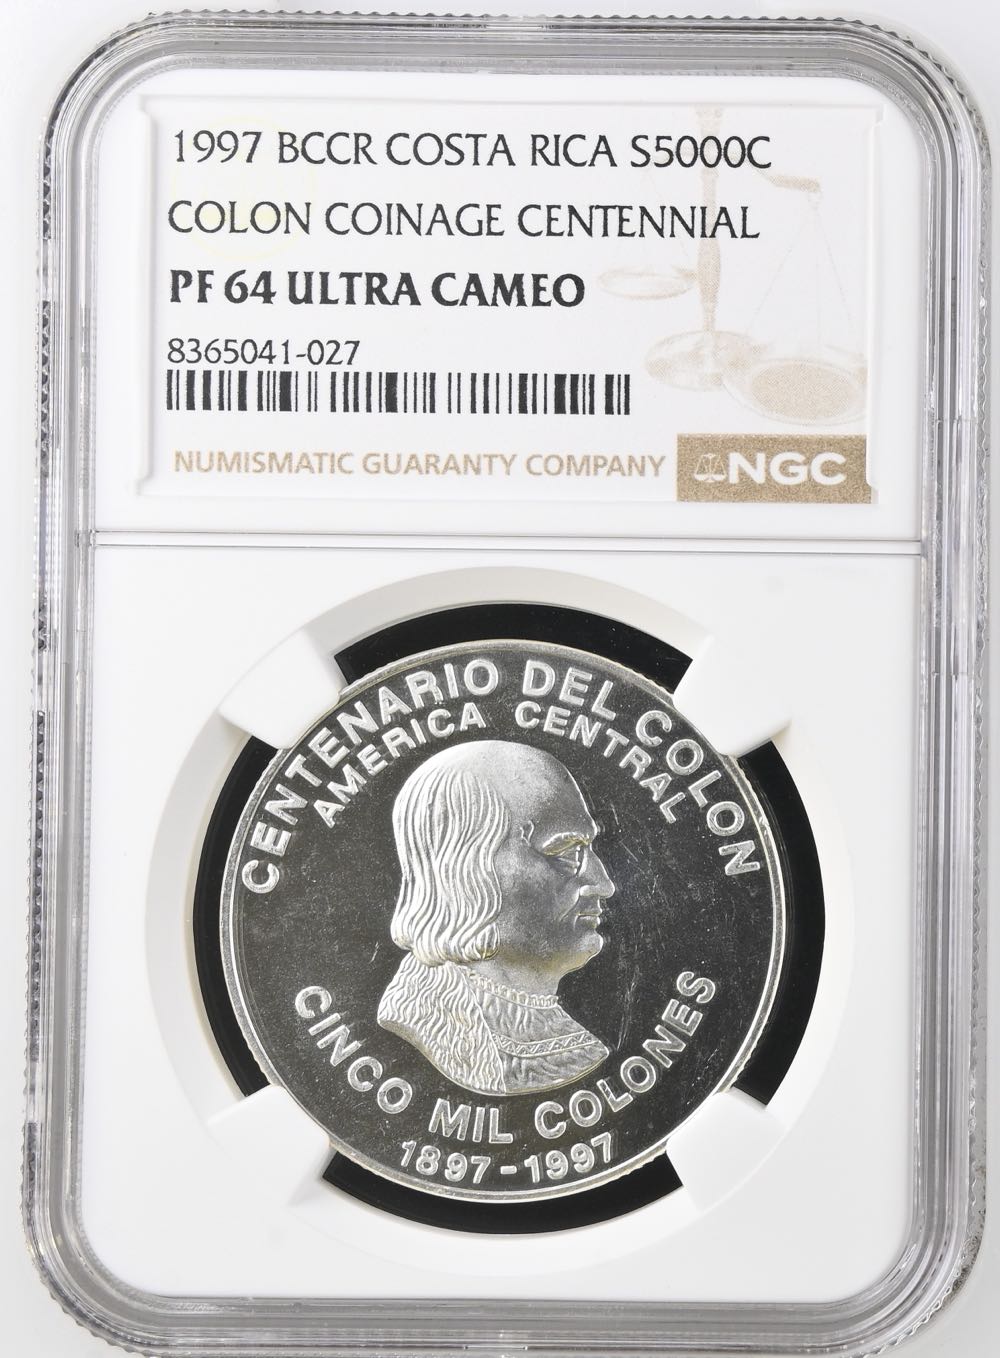 1997 BCCR COSTA RICA S5000C
COLON COINAGE CENTENNIAL
PF 64 ULTRA CAMEO
8365041-027
NUMISMATIC GUARANTY COMPANY NGC
CENTENARIO DEL COLON
AMERICA CENTRAL
CINCO MIL COLONES
1897-1997